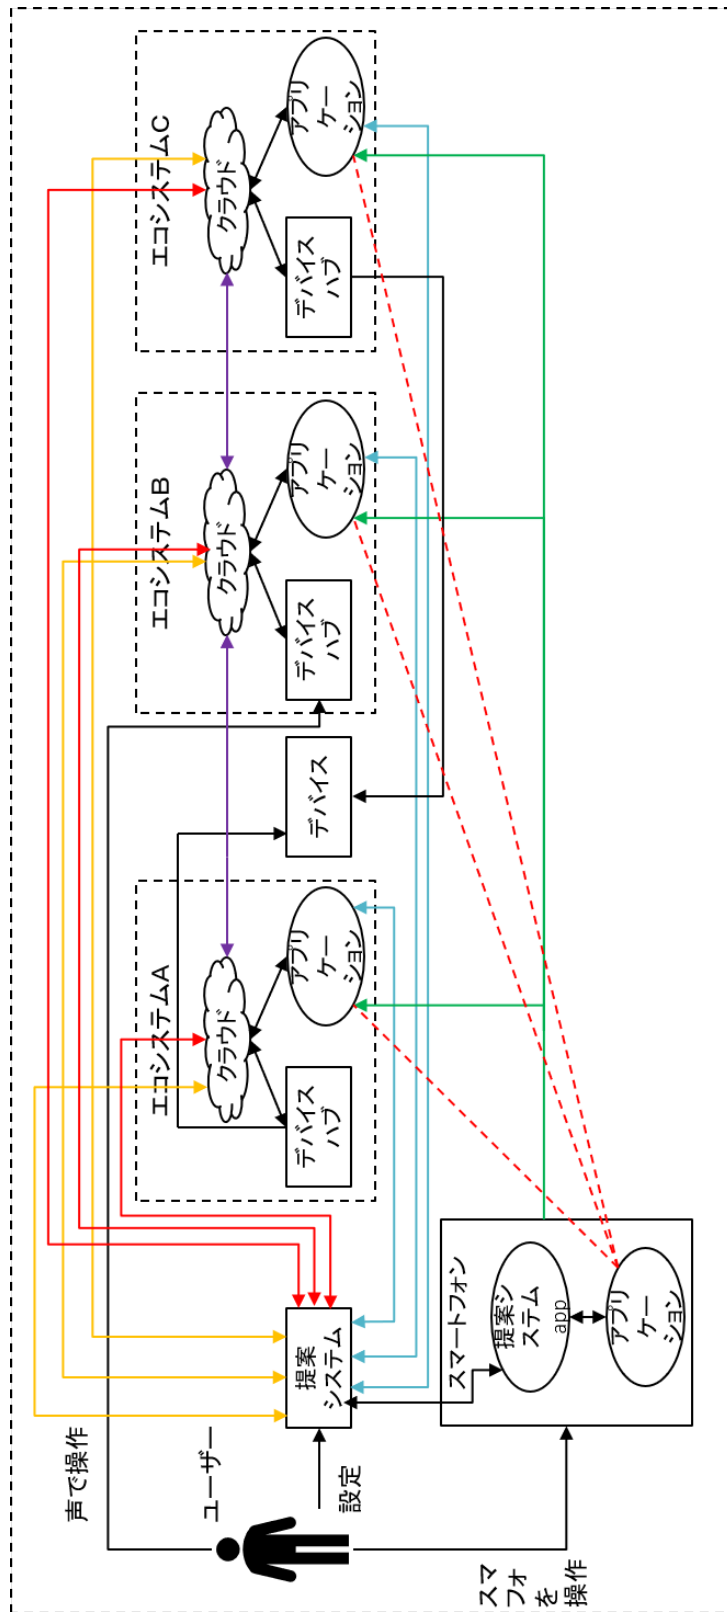 声で操作
ユーザー
設定
スマ
フォ
を
操作
提案
システム
スマートフォン
提案シ
ステム
app
アプリ
ケー
ション
エコシステムA
クラウド
デバイス
ハブ
アプリ
ケー
ション
デバイス
エコシステムB
クラウド
デバイス
ハブ
アプリ
ケー
ション
エコシステムC
クラウド
デバイス
ハブ
アプリ
ケー
ション